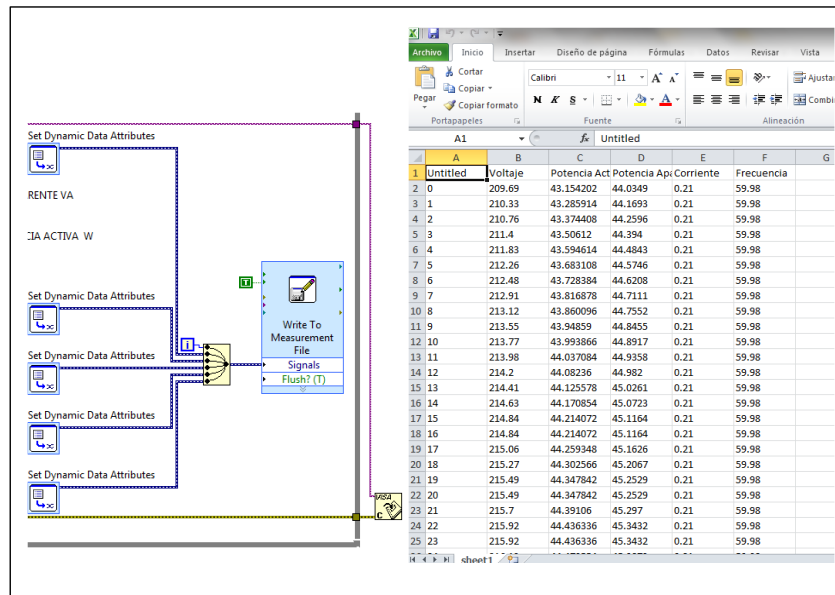 Set Dynamic Data Attributes
RENTE VA
CIA ACTIVA W
Set Dynamic Data Attributes
Set Dynamic Data Attributes
Set Dynamic Data Attributes
Set Dynamic Data Attributes
T
i
Write To
Measurement
File
Signals
Flush? (T)
VISA
C
Archivo Inicio Insertar Diseño de página Fórmulas Datos Revisar Vista
Pegar
Cortar
Copiar
Copiar formato
Portapapeles
Calibri 11 A A
N K S A
Fuente
Ajustar
Combi
Alineación
A1 fx Untitled
A B C D E F G
1 Untitled Voltaje Potencia Act Potencia Apa Corriente Frecuencia
2 0 209.69 43.154202 44.0349 0.21 59.98
3 1 210.33 43.285914 44.1693 0.21 59.98
4 2 210.76 43.374408 44.2596 0.21 59.98
5 3 211.4 43.50612 44.394 0.21 59.98
6 4 211.83 43.594614 44.4843 0.21 59.98
7 5 212.26 43.683108 44.5746 0.21 59.98
8 6 212.48 43.728384 44.6208 0.21 59.98
9 7 212.91 43.816878 44.7111 0.21 59.98
10 8 213.12 43.860096 44.7552 0.21 59.98
11 9 213.55 43.94859 44.8455 0.21 59.98
12 10 213.77 43.993866 44.8917 0.21 59.98
13 11 213.98 44.037084 44.9358 0.21 59.98
14 12 214.2 44.08236 44.982 0.21 59.98
15 13 214.41 44.125578 45.0261 0.21 59.98
16 14 214.63 44.170854 45.0723 0.21 59.98
17 15 214.84 44.214072 45.1164 0.21 59.98
18 16 214.84 44.214072 45.1164 0.21 59.98
19 17 215.06 44.259348 45.1626 0.21 59.98
20 18 215.27 44.302566 45.2067 0.21 59.98
21 19 215.49 44.347842 45.2529 0.21 59.98
22 20 215.49 44.347842 45.2529 0.21 59.98
23 21 215.7 44.39106 45.297 0.21 59.98
24 22 215.92 44.436336 45.3432 0.21 59.98
25 23 215.92 44.436336 45.3432 0.21 59.98
sheet1